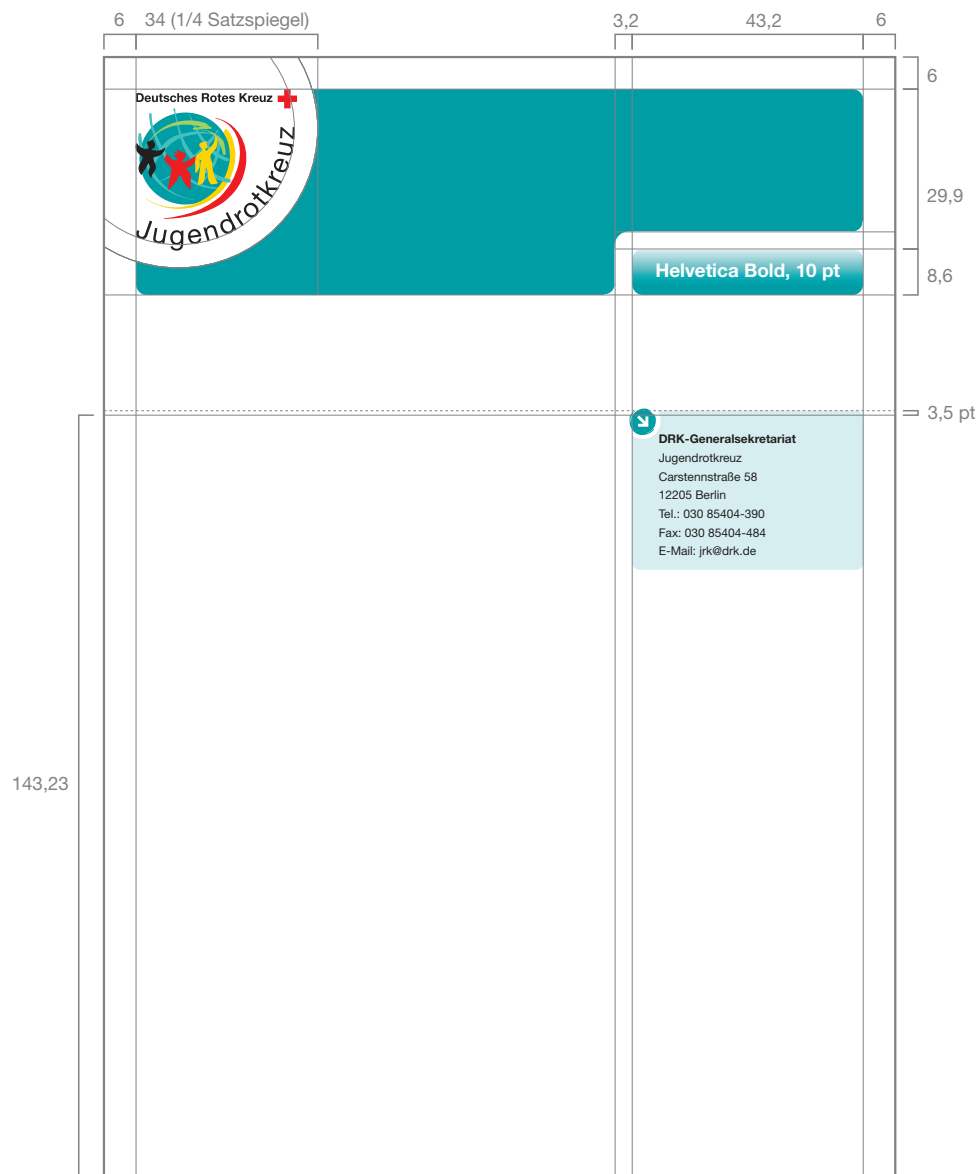 6 34 (1/4 Satzspiegel) 3,2 43,2 6
6
Deutsches Rotes Kreuz
Jugendrotkreuz
29,9
Helvetica Bold, 10 pt
8,6
3,5 pt
DRK-Generalsekretariat
Jugendrotkreuz
Carstennstraße 58
12205 Berlin
Tel.: 030 85404-390
Fax: 030 85404-484
E-Mail: jrk@drk.de
143,23